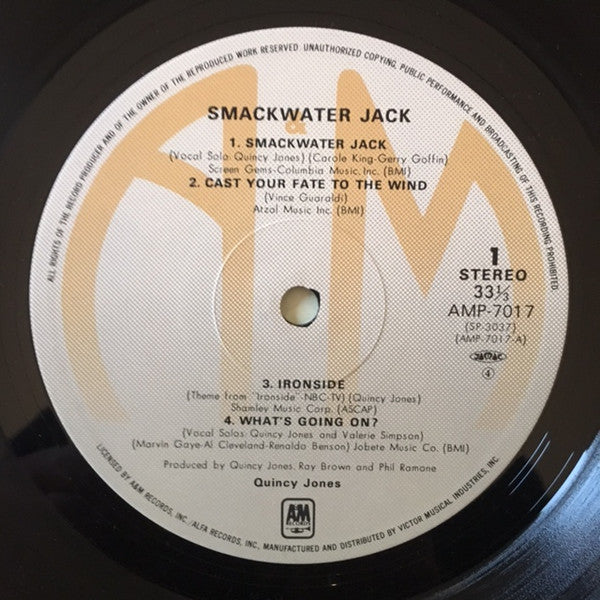 ALL RIGHTS OF THE RECORD PRODUCER AND OF THE OWNER OF THE RECORDED WORK RESERVED. UNAUTHORIZED COPYING, PUBLIC PERFORMANCE AND BROADCASTING OF THIS RECORDING PROHIBITED.
SMACKWATER JACK
&
1. SMACKWATER JACK
(Vocal Solo: Quincy Jones) (Carole King-Gerry Goffin)
Screen Gems-Columbia Music, Inc. (BMI)
2. CAST YOUR FATE TO THE WIND
(Vince Guaraldi)
Atzal Music Inc. (BMI)
1
STEREO
33⅓
AMP-7017
(SP-3037)
(AMP-7017-A)
JASRAC
④
3. IRONSIDE
(Theme from "Ironside"-NBC-TV) (Quincy Jones)
Shamley Music Corp. (ASCAP)
4. WHAT'S GOING ON?
(Vocal Solos: Quincy Jones and Valerie Simpson)
(Marvin Gaye-Al Cleveland-Renaldo Benson) Jobete Music Co. (BMI)
Produced by Quincy Jones, Ray Brown and Phil Ramone
Quincy Jones
A&M
RECORDS
LICENSED BY A&M RECORDS, INC./ALFA RECORDS, INC., MANUFACTURED AND DISTRIBUTED BY VICTOR MUSICAL INDUSTRIES, INC.